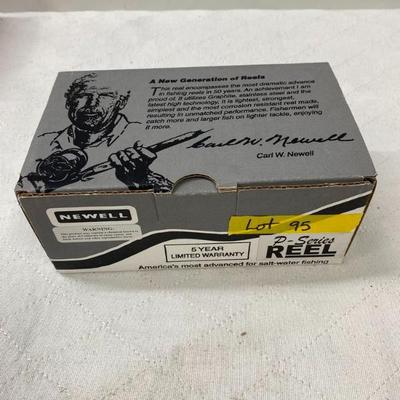 A New Generation of Reels
This reel encompasses the most dramatic advance
in fishing reels in 50 years. An achievement I am
proud of. It utilizes Graphite, stainless steel and the
latest high technology, it is lightest, strongest,
simplest and the most corrosion resistant reel made,
resulting in unmatched performance. Fishermen will
catch more and larger fish on lighter tackle, enjoying
it more.
Carl W. Newell
Carl W. Newell
NEWELL
WARNING:
5 YEAR
LIMITED WARRANTY
Lot 95
P-Series
REEL
America's most advanced for salt-water fishing